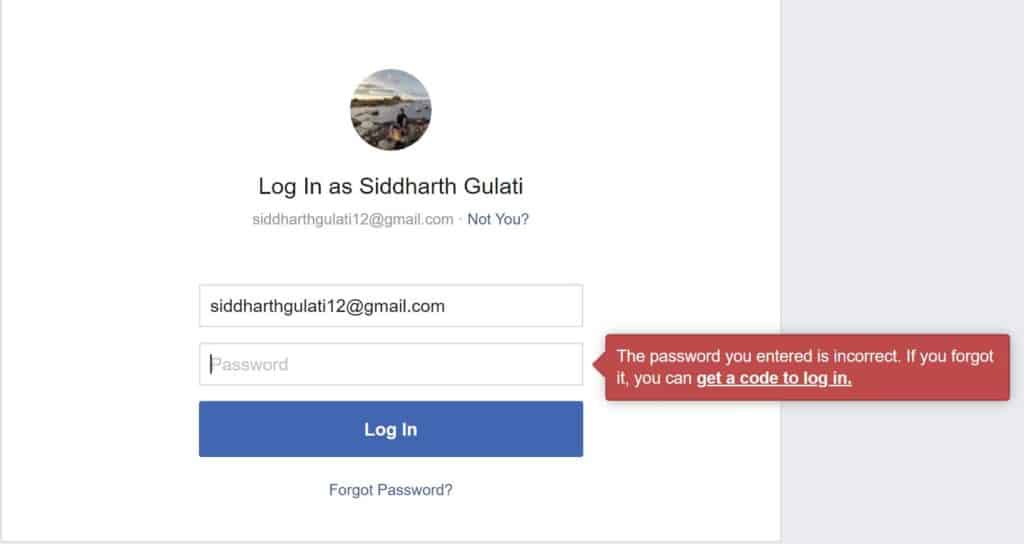 Log In as Siddharth Gulati
siddharthgulati12@gmail.com · Not You?
siddharthgulati12@gmail.com
Password
The password you entered is incorrect. If you forgot
it, you can get a code to log in.
Log In
Forgot Password?